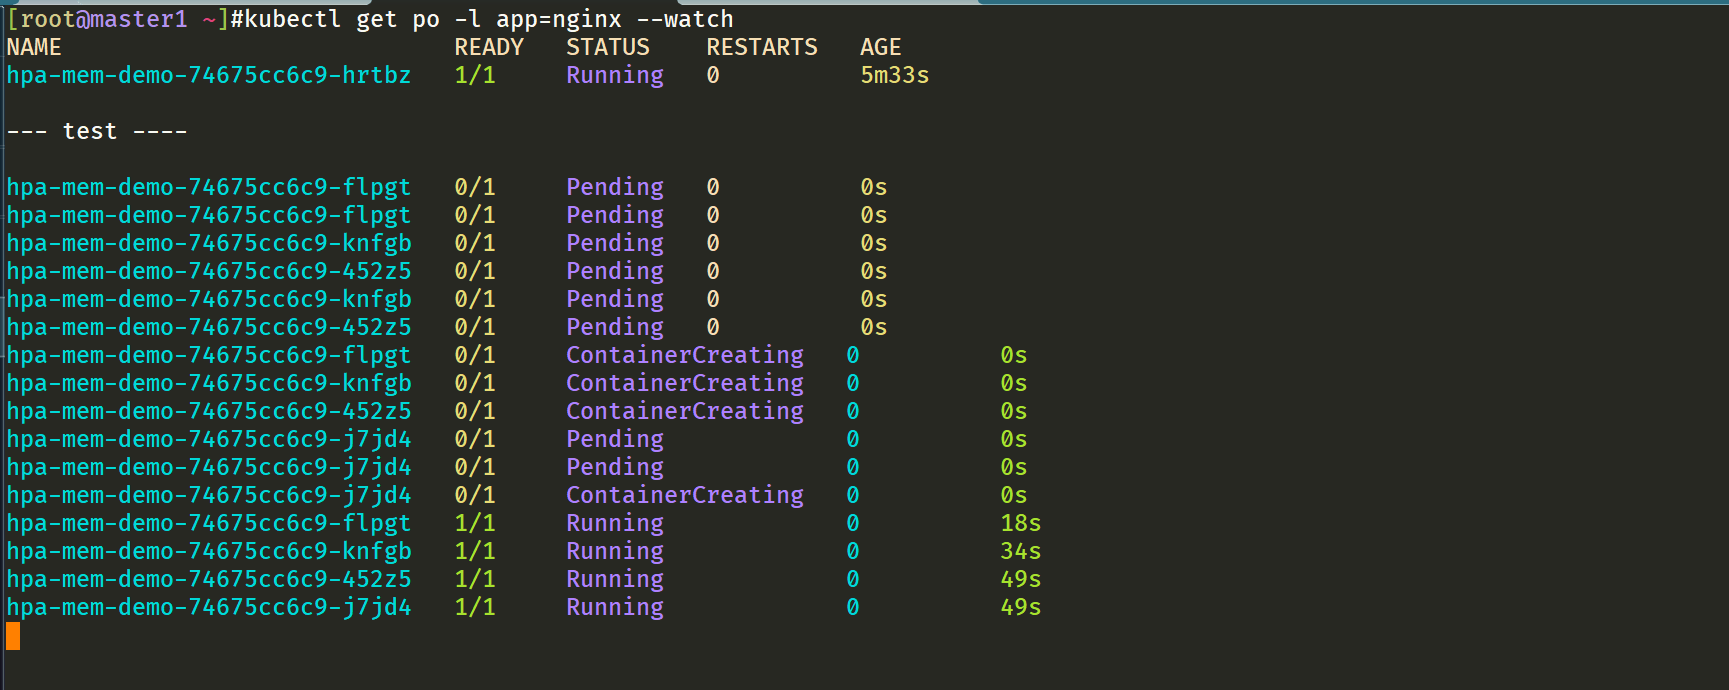 [root@master1 ~]#kubectl get po -l app=nginx --watch
NAME READY STATUS RESTARTS AGE
hpa-mem-demo-74675cc6c9-hrtbz 1/1 Running 0 5m33s
--- test ----
hpa-mem-demo-74675cc6c9-flpgt 0/1 Pending 0 0s
hpa-mem-demo-74675cc6c9-flpgt 0/1 Pending 0 0s
hpa-mem-demo-74675cc6c9-knfgb 0/1 Pending 0 0s
hpa-mem-demo-74675cc6c9-452z5 0/1 Pending 0 0s
hpa-mem-demo-74675cc6c9-knfgb 0/1 Pending 0 0s
hpa-mem-demo-74675cc6c9-452z5 0/1 Pending 0 0s
hpa-mem-demo-74675cc6c9-flpgt 0/1 ContainerCreating 0 0s
hpa-mem-demo-74675cc6c9-knfgb 0/1 ContainerCreating 0 0s
hpa-mem-demo-74675cc6c9-452z5 0/1 ContainerCreating 0 0s
hpa-mem-demo-74675cc6c9-j7jd4 0/1 Pending 0 0s
hpa-mem-demo-74675cc6c9-j7jd4 0/1 Pending 0 0s
hpa-mem-demo-74675cc6c9-j7jd4 0/1 ContainerCreating 0 0s
hpa-mem-demo-74675cc6c9-flpgt 1/1 Running 0 18s
hpa-mem-demo-74675cc6c9-knfgb 1/1 Running 0 34s
hpa-mem-demo-74675cc6c9-452z5 1/1 Running 0 49s
hpa-mem-demo-74675cc6c9-j7jd4 1/1 Running 0 49s